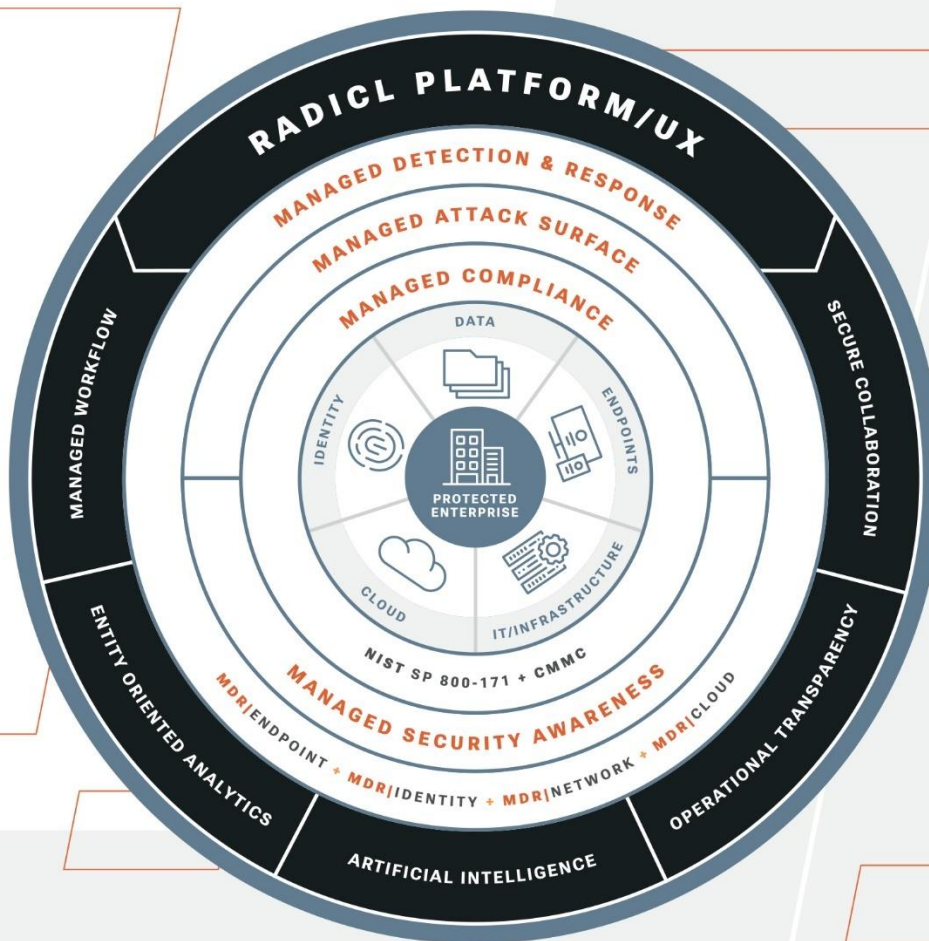 RADICL PLATFORM/UX
MANAGED DETECTION & RESPONSE
MANAGED ATTACK SURFACE
MANAGED COMPLIANCE
DATA
IDENTITY
ENDPOINTS
MANAGED WORKFLOW
SECURE COLLABORATION
PROTECTED
ENTERPRISE
CLOUD
IT/INFRASTRUCTURE
NIST SP 800-171 + CMMC
MANAGED SECURITY AWARENESS
MDR|ENDPOINT + MDR|IDENTITY + MDR|NETWORK + MDR|CLOUD
ENTITY ORIENTED ANALYTICS
OPERATIONAL TRANSPARENCY
ARTIFICIAL INTELLIGENCE